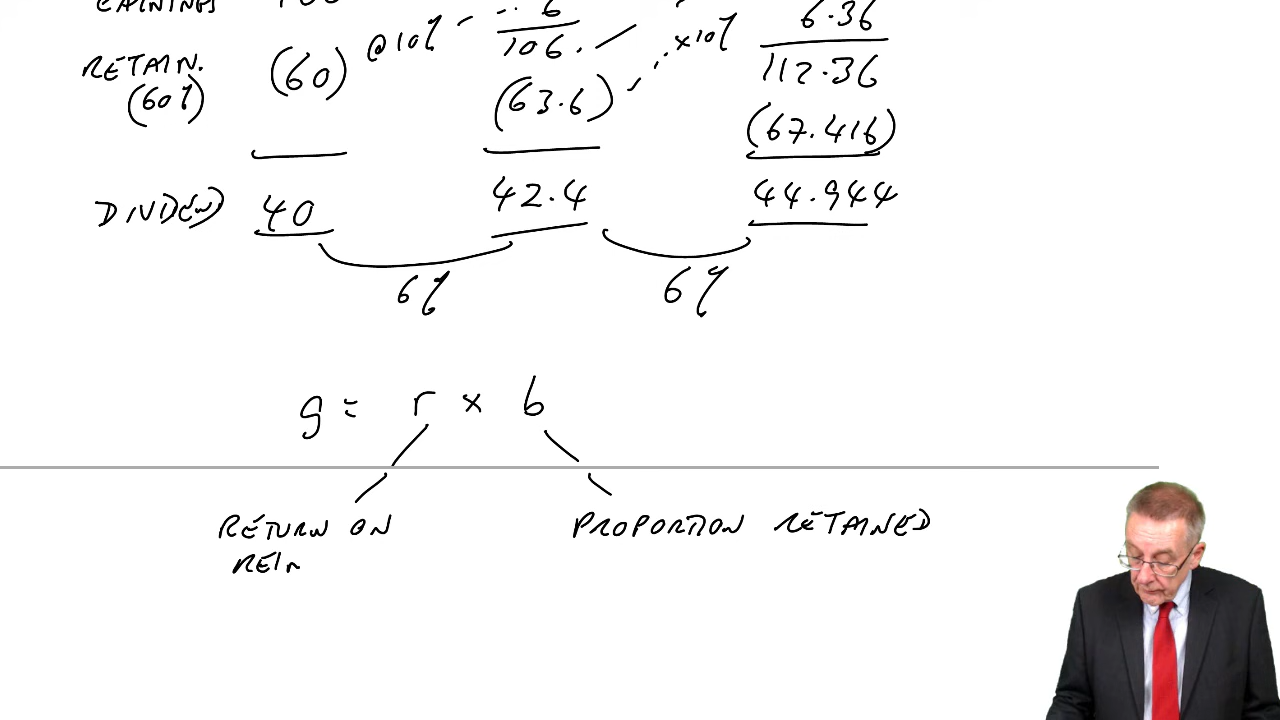 RETAIN. (60) @10% 106. x10% 6.36
(60%) (63.6) 112.36
(67.416)
DIVIDEND 40 42.4 44.944
6% 6%
g = r x b
RETURN ON PROPORTION RETAINED
REIN